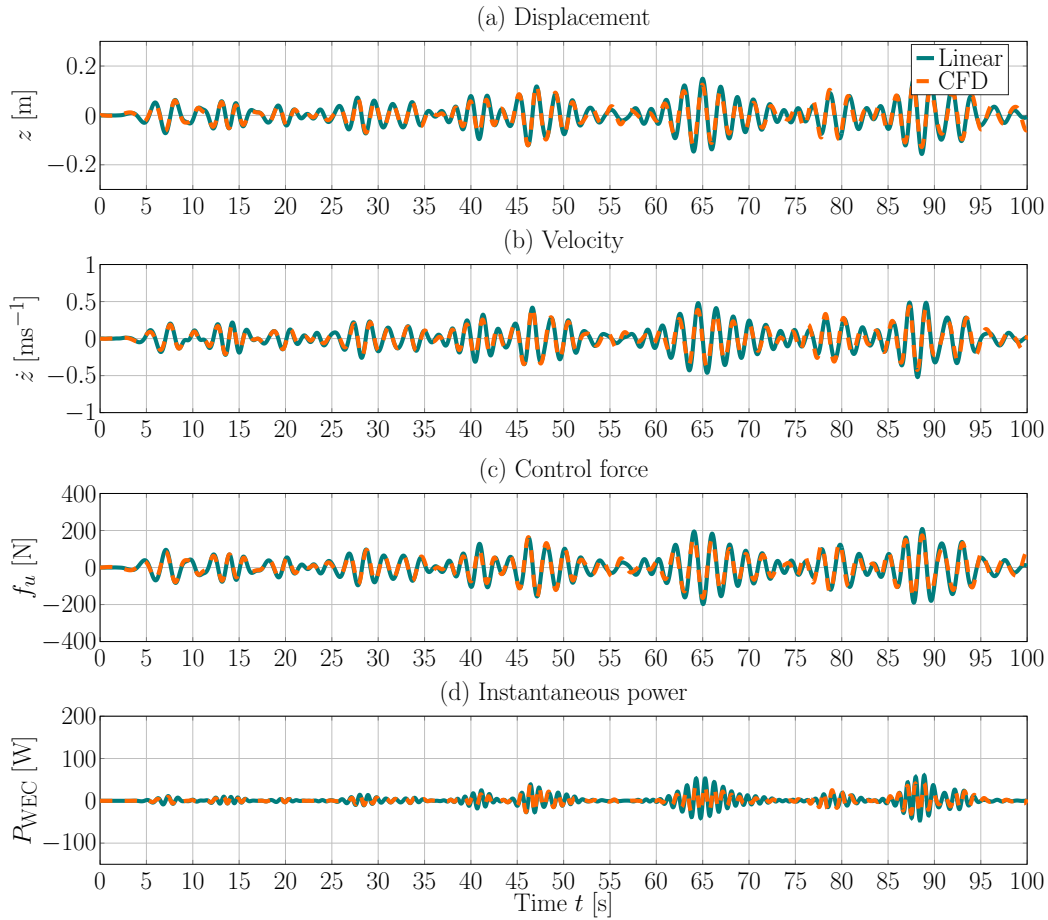 (a) Displacement
z [m]
0.2
0
−0.2
Linear
CFD
0 5 10 15 20 25 30 35 40 45 50 55 60 65 70 75 80 85 90 95 100
(b) Velocity
ż [ms⁻¹]
1
0.5
0
−0.5
−1
0 5 10 15 20 25 30 35 40 45 50 55 60 65 70 75 80 85 90 95 100
(c) Control force
f_u [N]
400
200
0
−200
−400
0 5 10 15 20 25 30 35 40 45 50 55 60 65 70 75 80 85 90 95 100
(d) Instantaneous power
P_WEC [W]
200
100
0
−100
0 5 10 15 20 25 30 35 40 45 50 55 60 65 70 75 80 85 90 95 100
Time t [s]